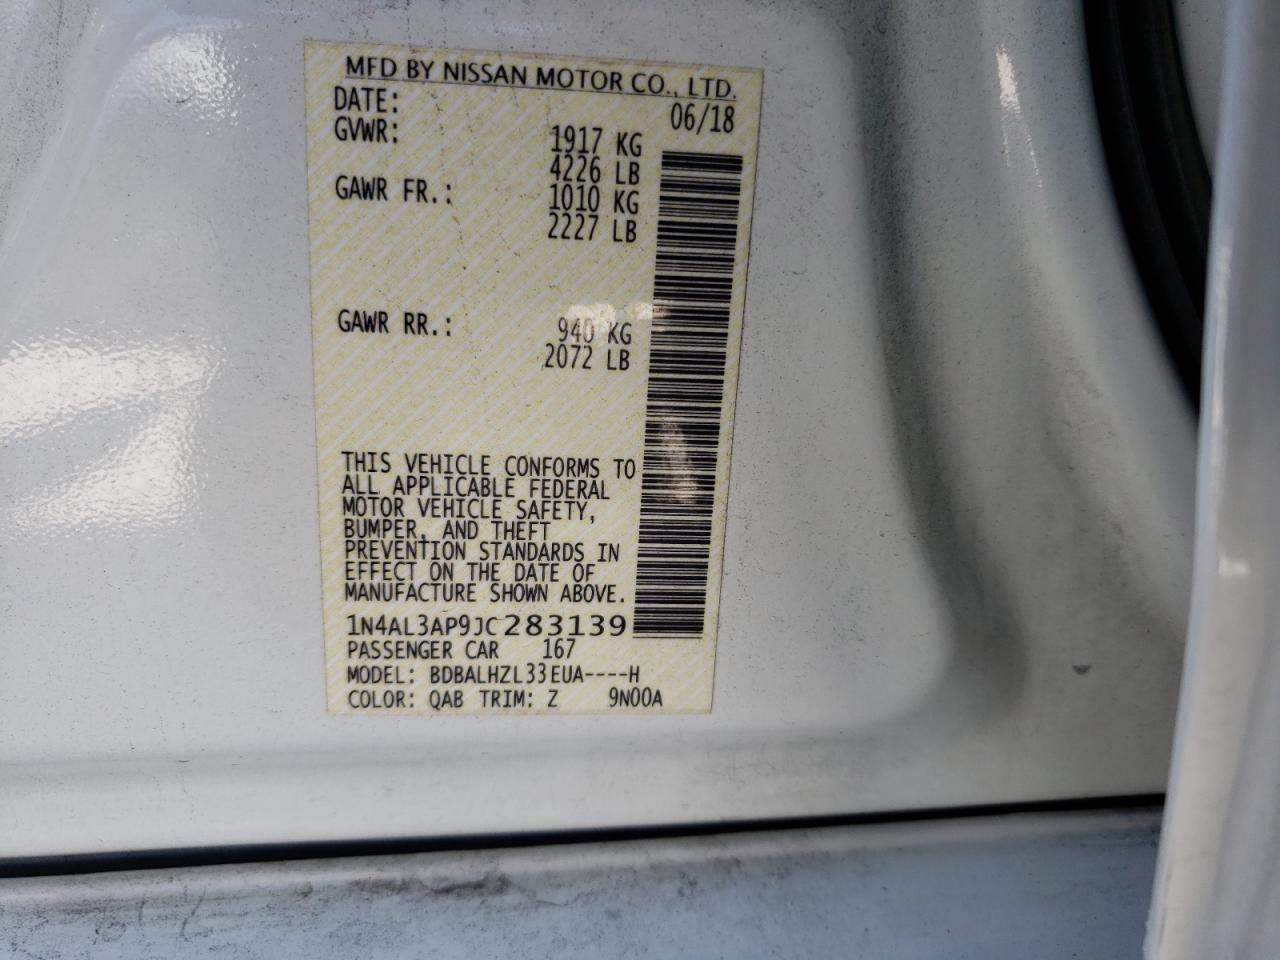 MFD BY NISSAN MOTOR CO., LTD.
DATE: 06/18
GVWR: 1917 KG
4226 LB
GAWR FR.: 1010 KG
2227 LB
GAWR RR.: 940 KG
2072 LB
THIS VEHICLE CONFORMS TO
ALL APPLICABLE FEDERAL
MOTOR VEHICLE SAFETY,
BUMPER, AND THEFT
PREVENTION STANDARDS IN
EFFECT ON THE DATE OF
MANUFACTURE SHOWN ABOVE.
1N4AL3AP9JC283139
PASSENGER CAR 167
MODEL: BDBALHZL33EUA----H
COLOR: QAB TRIM: Z 9N00A